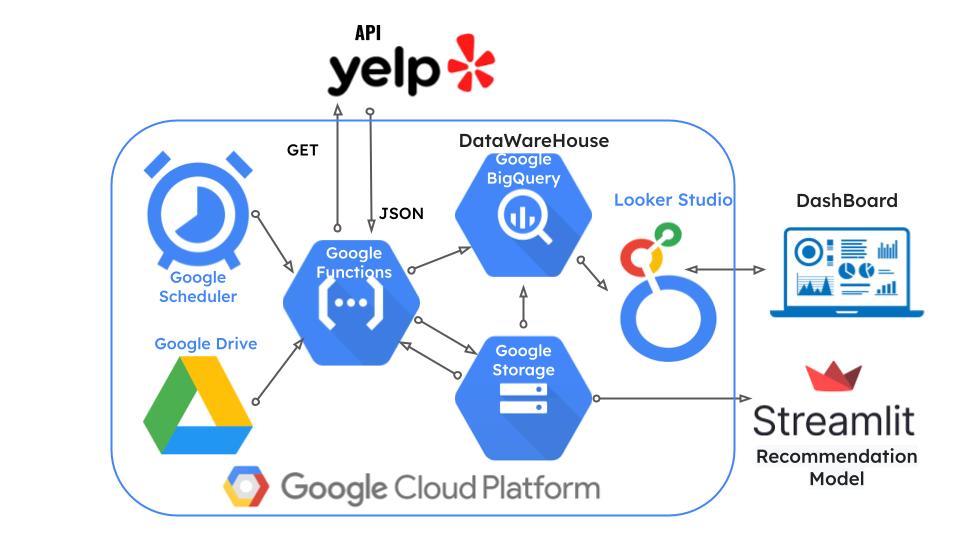 API
yelp
GET
JSON
DataWareHouse
Google
BigQuery
Looker Studio
DashBoard
Google
Scheduler
Google
Functions
Google Drive
Google
Storage
Streamlit
Recommendation
Model
Google Cloud Platform